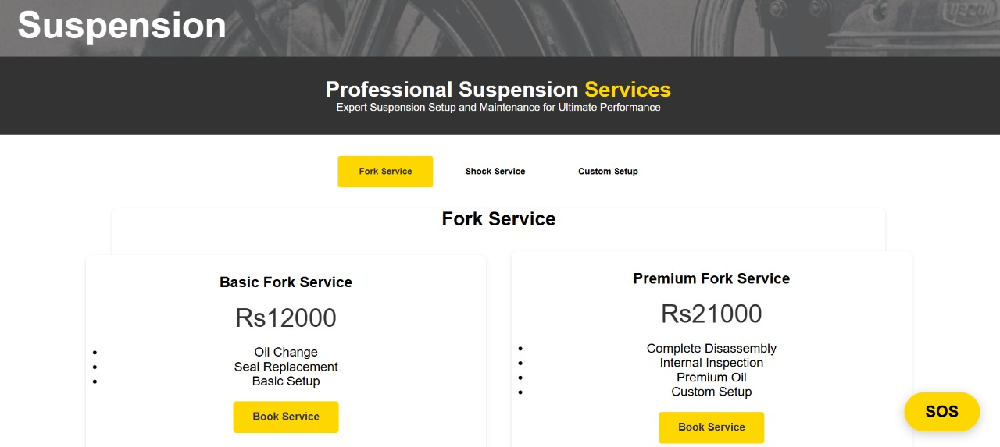 Suspension
Professional Suspension Services
Expert Suspension Setup and Maintenance for Ultimate Performance
Fork Service
Shock Service
Custom Setup
Fork Service
Basic Fork Service
Rs12000
Oil Change
Seal Replacement
Basic Setup
Book Service
Premium Fork Service
Rs21000
Complete Disassembly
Internal Inspection
Premium Oil
Custom Setup
Book Service
SOS